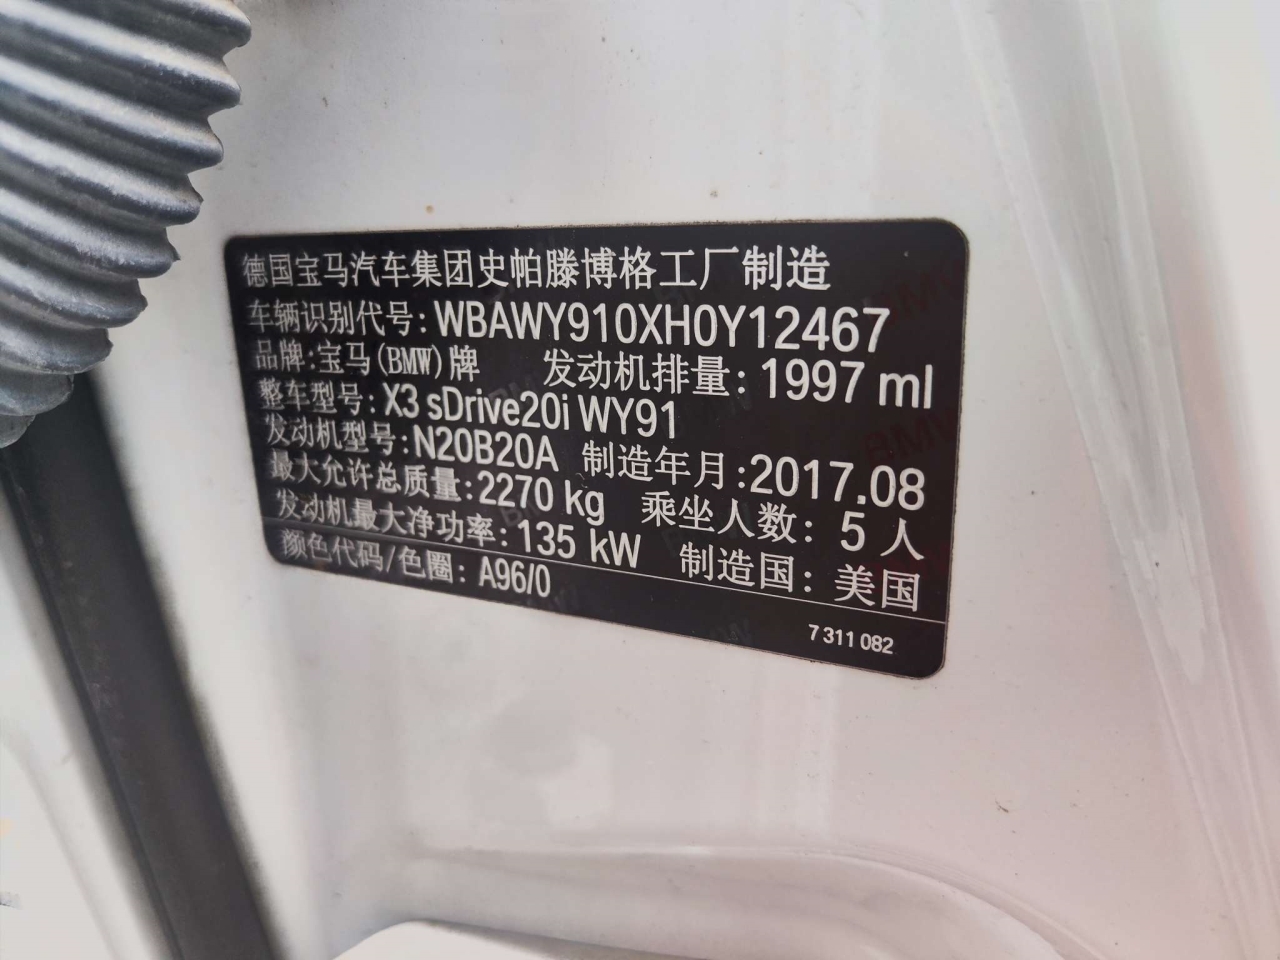 德国宝马汽车集团史帕滕博格工厂制造
车辆识别代号: WBAWY910XH0Y12467
品牌: 宝马(BMW)牌 发动机排量: 1997 ml
整车型号: X3 sDrive20i WY91
发动机型号: N20B20A 制造年月: 2017.08
最大允许总质量: 2270 kg 乘坐人数: 5 人
发动机最大净功率: 135 kW 制造国: 美国
颜色代码/色圈: A96/0
7 311 082